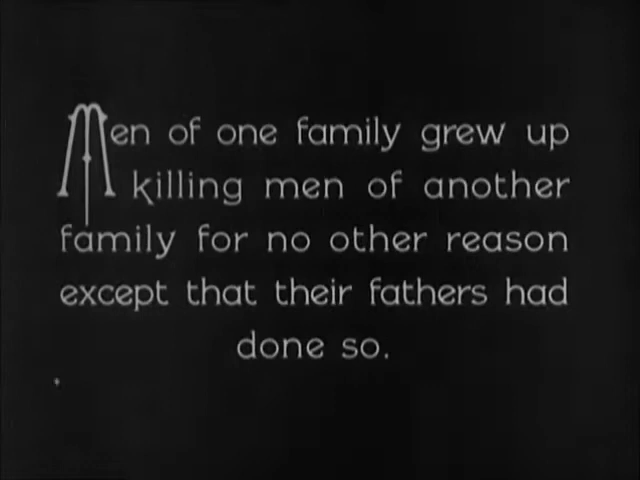 Men of one family grew up
killing men of another
family for no other reason
except that their fathers had
done so.